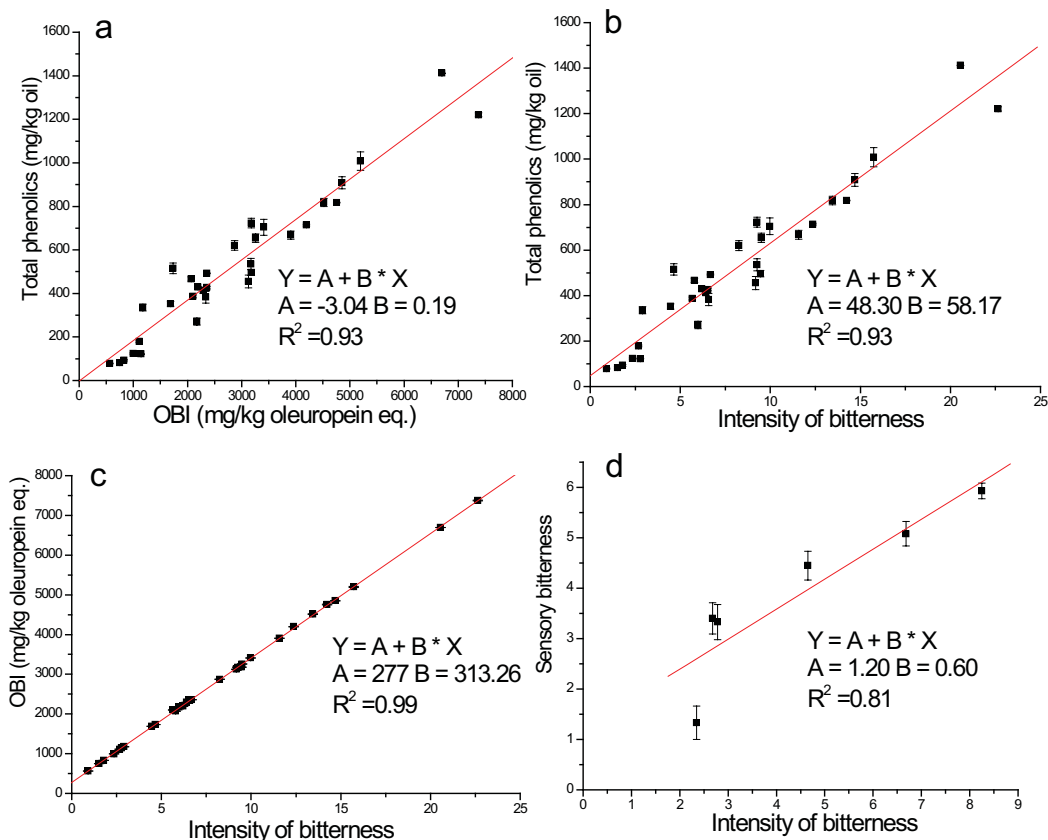 a
Total phenolics (mg/kg oil)
1600
1400
1200
1000
800
600
400
200
0
Y = A + B * X
A = -3.04 B = 0.19
R² =0.93
0 1000 2000 3000 4000 5000 6000 7000 8000
OBI (mg/kg oleuropein eq.)
b
Total phenolics (mg/kg oil)
1600
1400
1200
1000
800
600
400
200
0
Y = A + B * X
A = 48.30 B = 58.17
R² =0.93
0 5 10 15 20 25
Intensity of bitterness
c
OBI (mg/kg oleuropein eq.)
8000
7000
6000
5000
4000
3000
2000
1000
0
Y = A + B * X
A = 277 B = 313.26
R² =0.99
0 5 10 15 20 25
Intensity of bitterness
d
Sensory bitterness
6
5
4
3
2
1
0
Y = A + B * X
A = 1.20 B = 0.60
R² =0.81
0 1 2 3 4 5 6 7 8 9
Intensity of bitterness